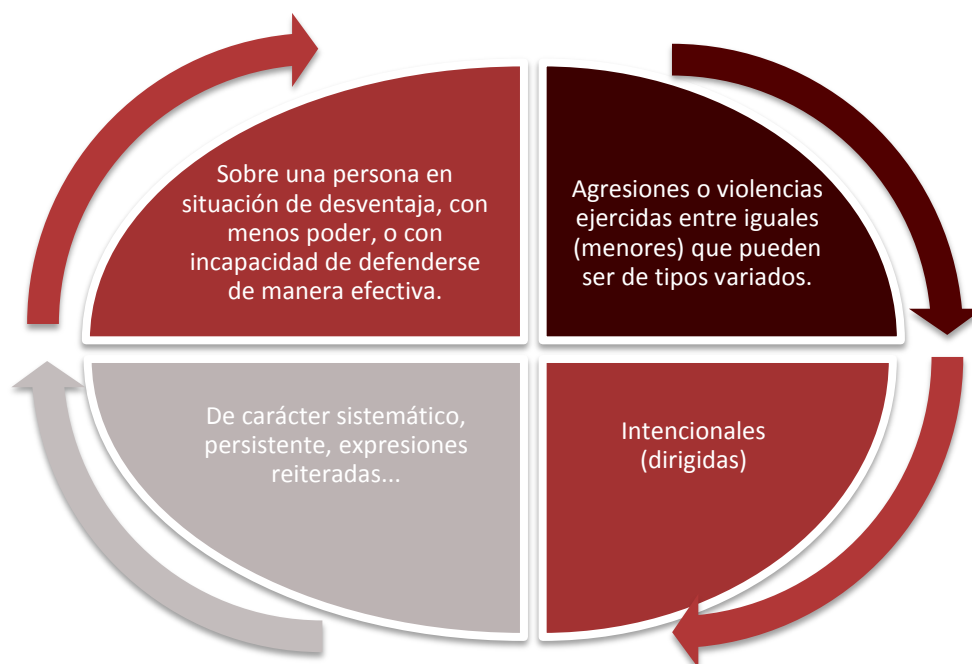 Sobre una persona en
situación de desventaja, con
menos poder, o con
incapacidad de defenderse
de manera efectiva.
Agresiones o violencias
ejercidas entre iguales
(menores) que pueden
ser de tipos variados.
De carácter sistemático,
persistente, expresiones
reiteradas...
Intencionales
(dirigidas)